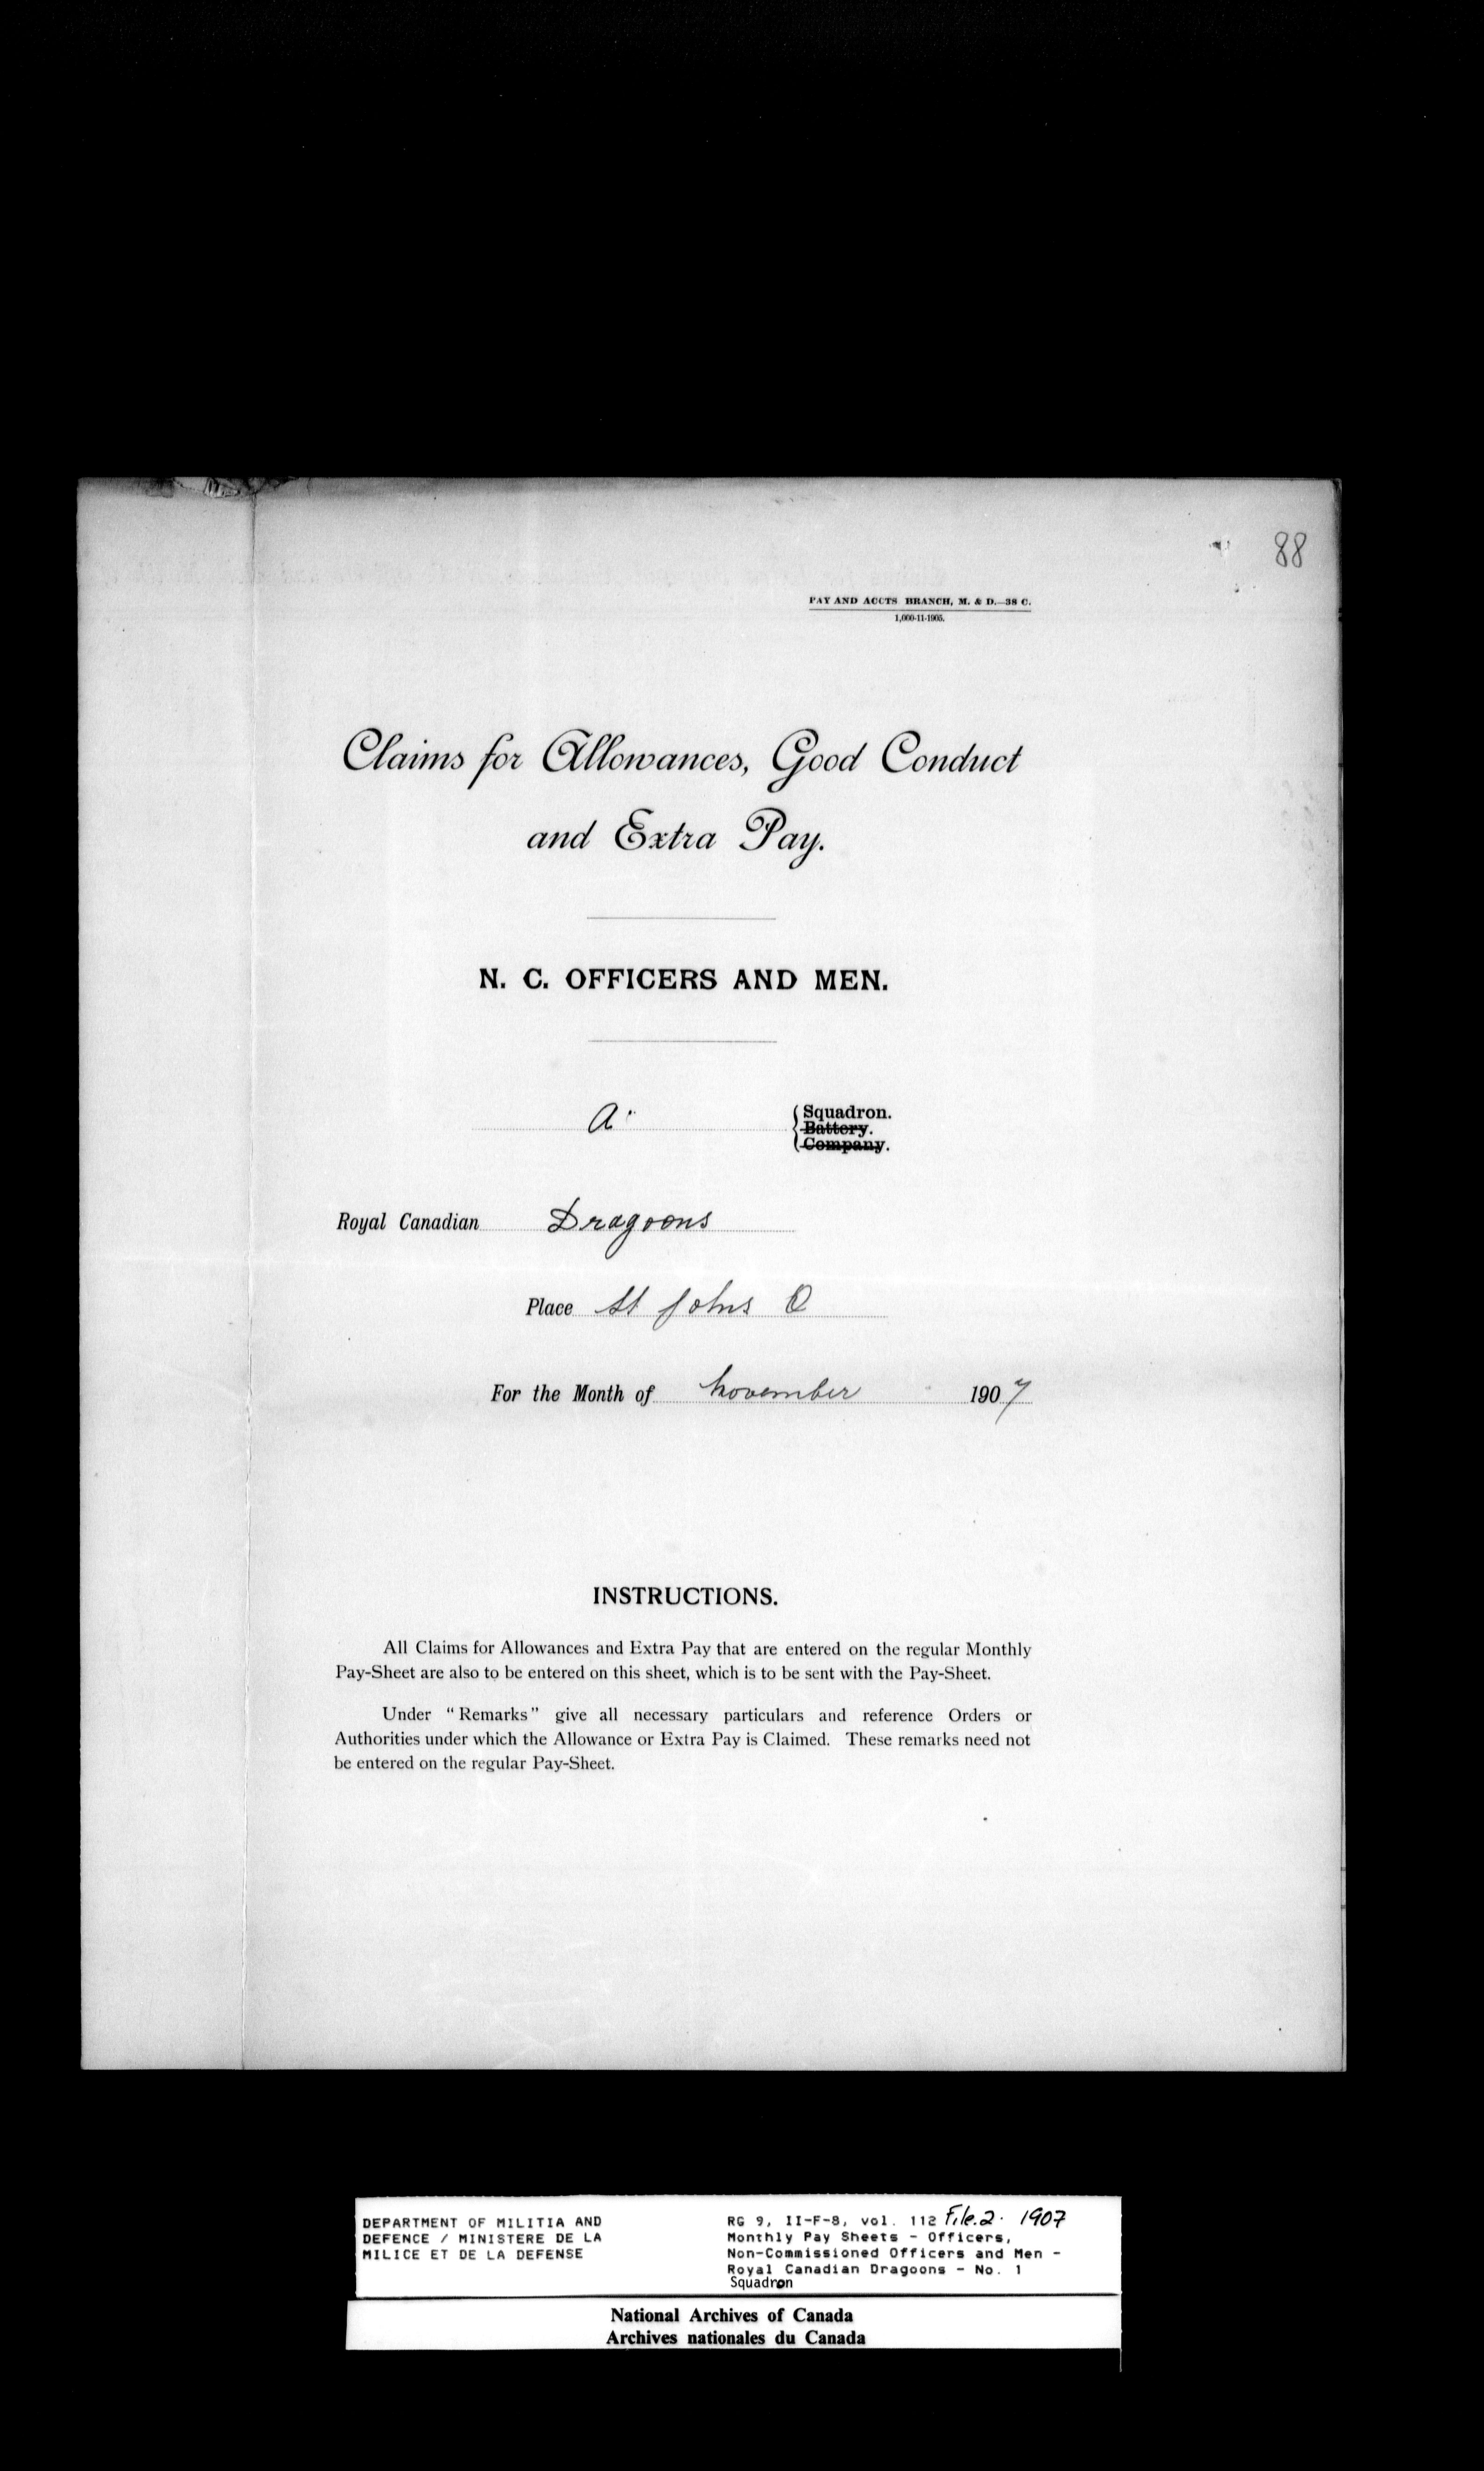 88
PAY AND ACCTS BRANCH, M. & D.—38 C.
1,000-11-1905.
Claims for Allowances, Good Conduct
and Extra Pay.
N. C. OFFICERS AND MEN.
A
Squadron.
Battery.
Company.
Royal Canadian Dragoons
Place St Johns Q
For the Month of November 1907
INSTRUCTIONS.
All Claims for Allowances and Extra Pay that are entered on the regular Monthly
Pay-Sheet are also to be entered on this sheet, which is to be sent with the Pay-Sheet.
Under "Remarks" give all necessary particulars and reference Orders or
Authorities under which the Allowance or Extra Pay is Claimed. These remarks need not
be entered on the regular Pay-Sheet.
DEPARTMENT OF MILITIA AND
DEFENCE / MINISTERE DE LA
MILICE ET DE LA DEFENSE
RG 9, II-F-8, vol. 112 File.2. 1907
Monthly Pay Sheets - Officers,
Non-Commissioned Officers and Men -
Royal Canadian Dragoons - No. 1
Squadron
National Archives of Canada
Archives nationales du Canada